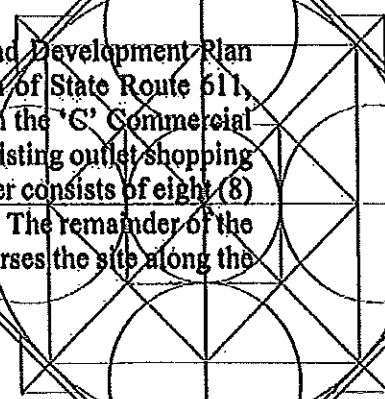 nd Development Plan
of State Route 611,
the 'C' Commercial
isting outlet shopping
er consists of eight (8)
The remainder of the
rses the site along the